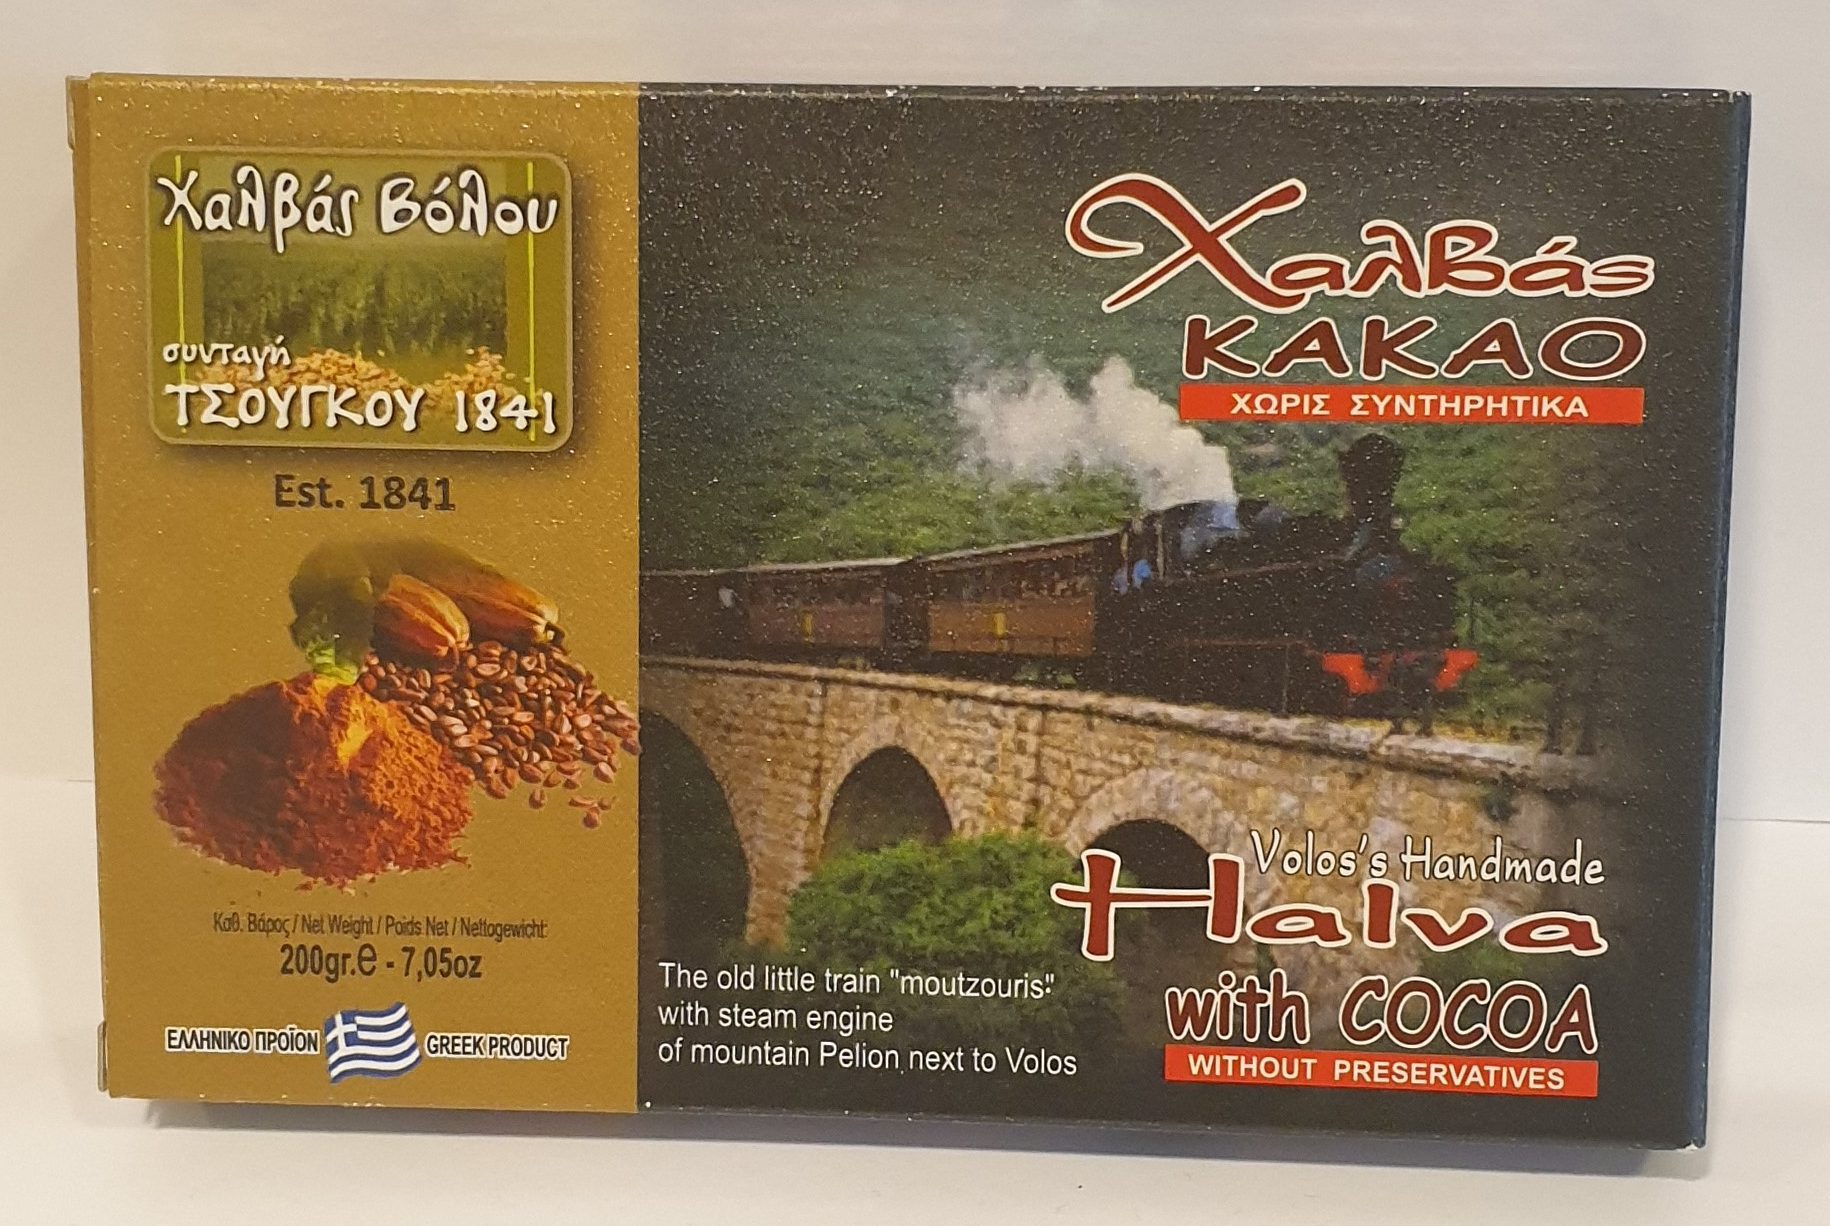 Χαλβάς Βόλου
συνταγή
ΤΣΟΥΓΚΟΥ 1841
Est. 1841
Καθ. Βάρος / Net Weight / Poids Net / Nettogewicht:
200gr.e - 7,05oz
ΕΛΛΗΝΙΚΟ ΠΡΟΪΟΝ GREEK PRODUCT
Χαλβάς
ΚΑΚΑΟ
ΧΩΡΙΣ ΣΥΝΤΗΡΗΤΙΚΑ
The old little train "moutzouris"
with steam engine
of mountain Pelion next to Volos
Volos's Handmade
Halva
with COCOA
WITHOUT PRESERVATIVES